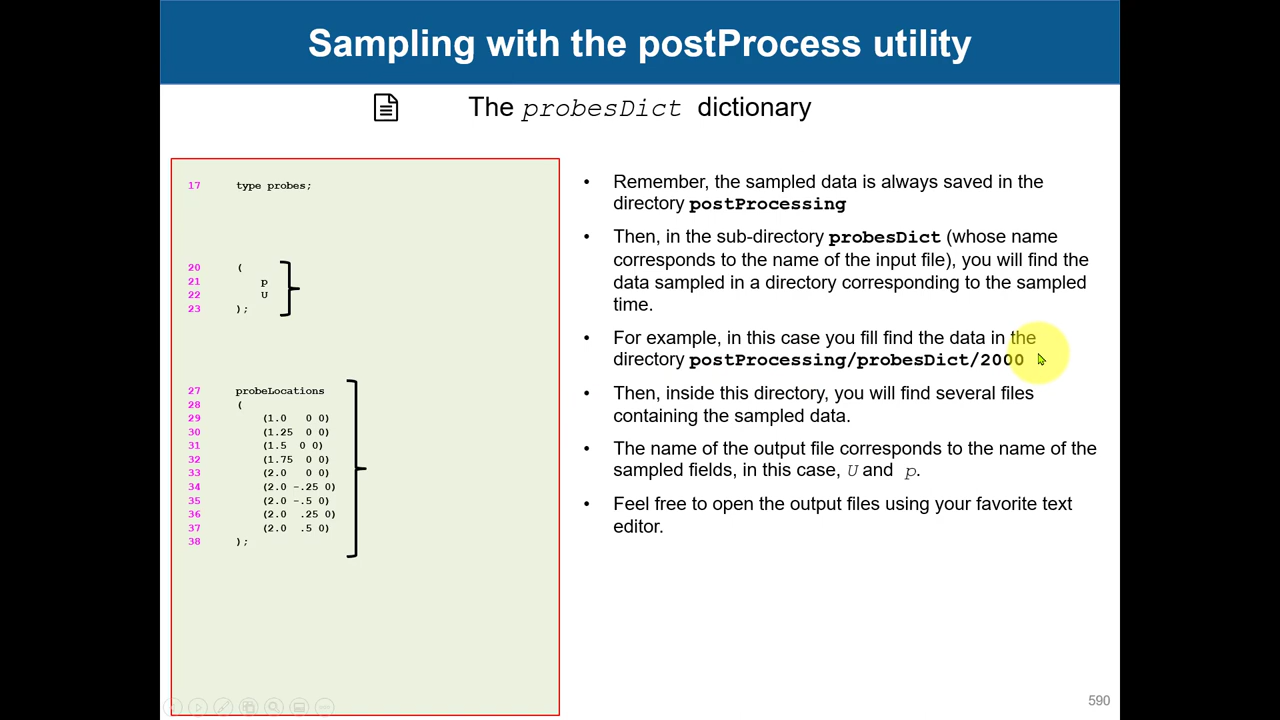 Sampling with the postProcess utility
The probesDict dictionary
17 type probes;
20 (
21 p
22 U
23 );
27 probeLocations
28 (
29 (1.0 0 0)
30 (1.25 0 0)
31 (1.5 0 0)
32 (1.75 0 0)
33 (2.0 0 0)
34 (2.0 -.25 0)
35 (2.0 -.5 0)
36 (2.0 .25 0)
37 (2.0 .5 0)
38 );
• Remember, the sampled data is always saved in the
directory postProcessing
• Then, in the sub-directory probesDict (whose name
corresponds to the name of the input file), you will find the
data sampled in a directory corresponding to the sampled
time.
• For example, in this case you fill find the data in the
directory postProcessing/probesDict/2000
• Then, inside this directory, you will find several files
containing the sampled data.
• The name of the output file corresponds to the name of the
sampled fields, in this case, U and p.
• Feel free to open the output files using your favorite text
editor.
590